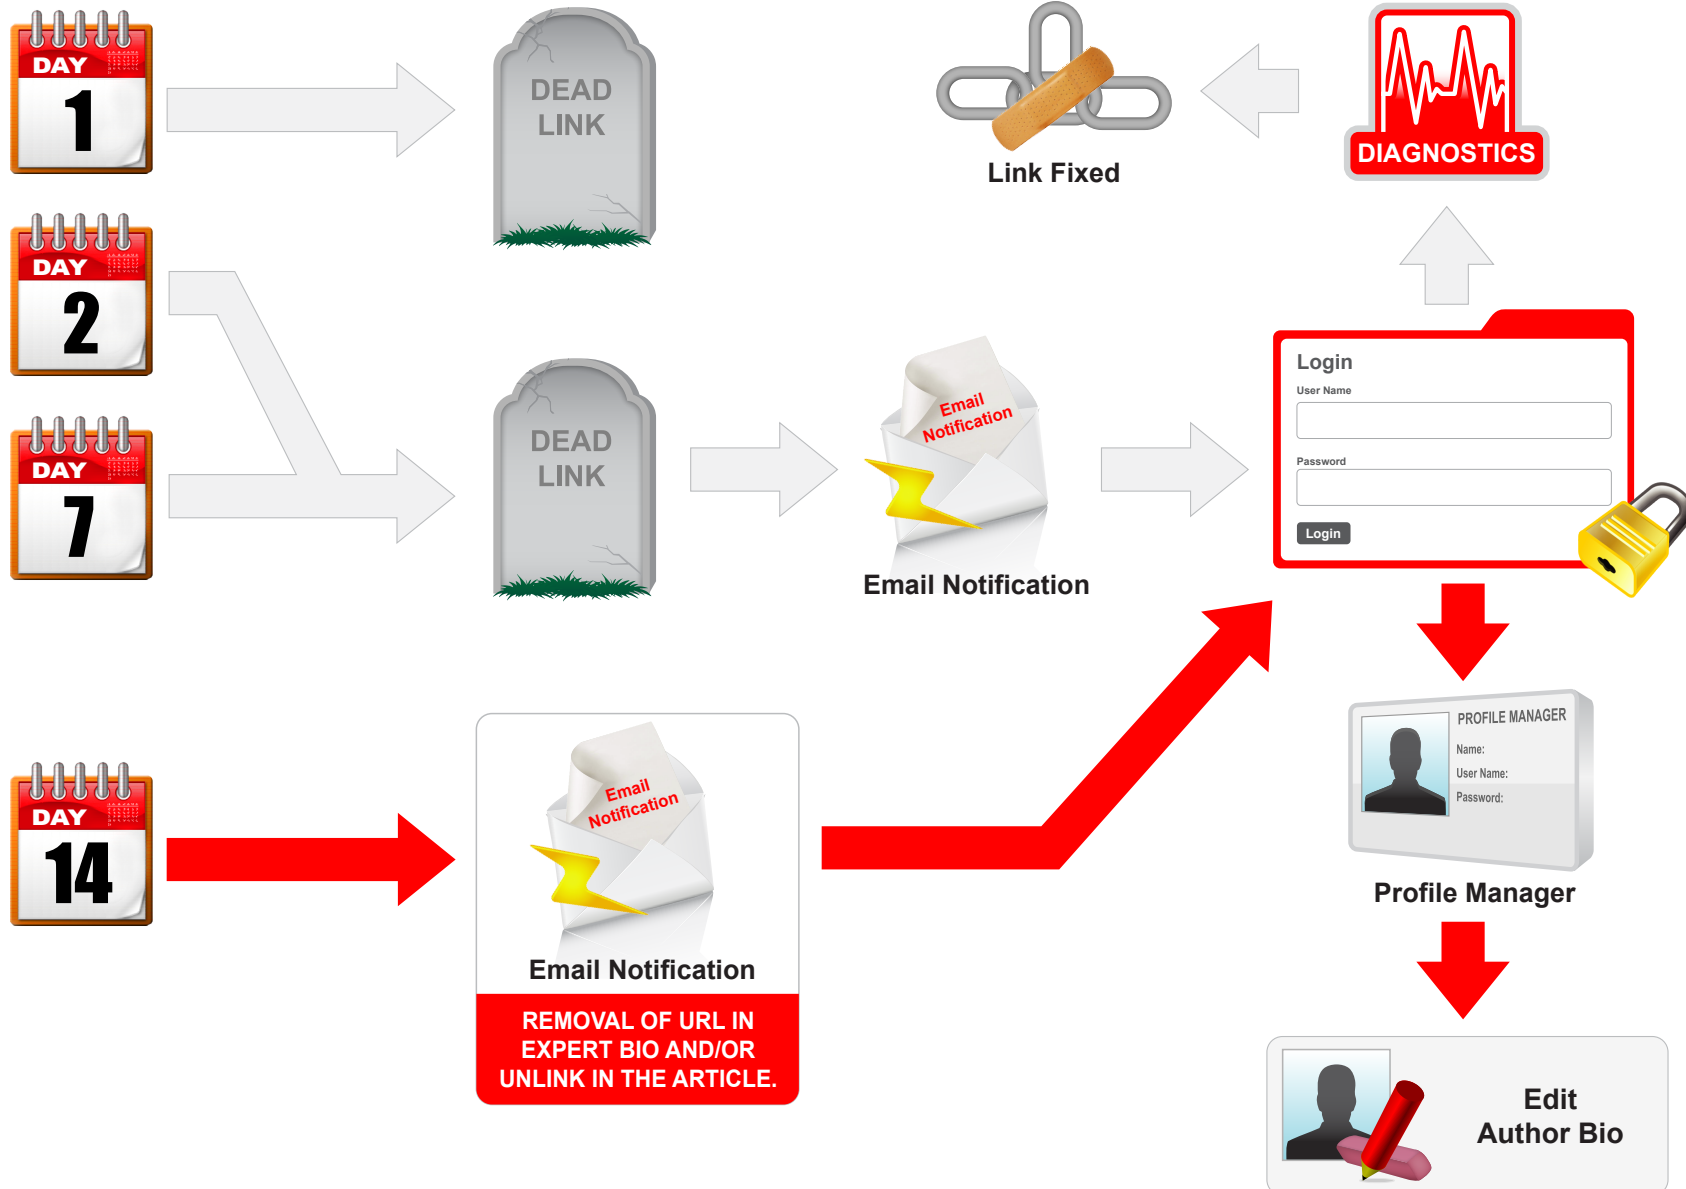 DAY
1
DEAD
LINK
Link Fixed
DIAGNOSTICS
DAY
2
DAY
7
DEAD
LINK
Email
Notification
Email Notification
Login
User Name
Password
Login
DAY
14
Email
Notification
Email Notification
REMOVAL OF URL IN
EXPERT BIO AND/OR
UNLINK IN THE ARTICLE.
PROFILE MANAGER
Name:
User Name:
Password:
Profile Manager
Edit
Author Bio